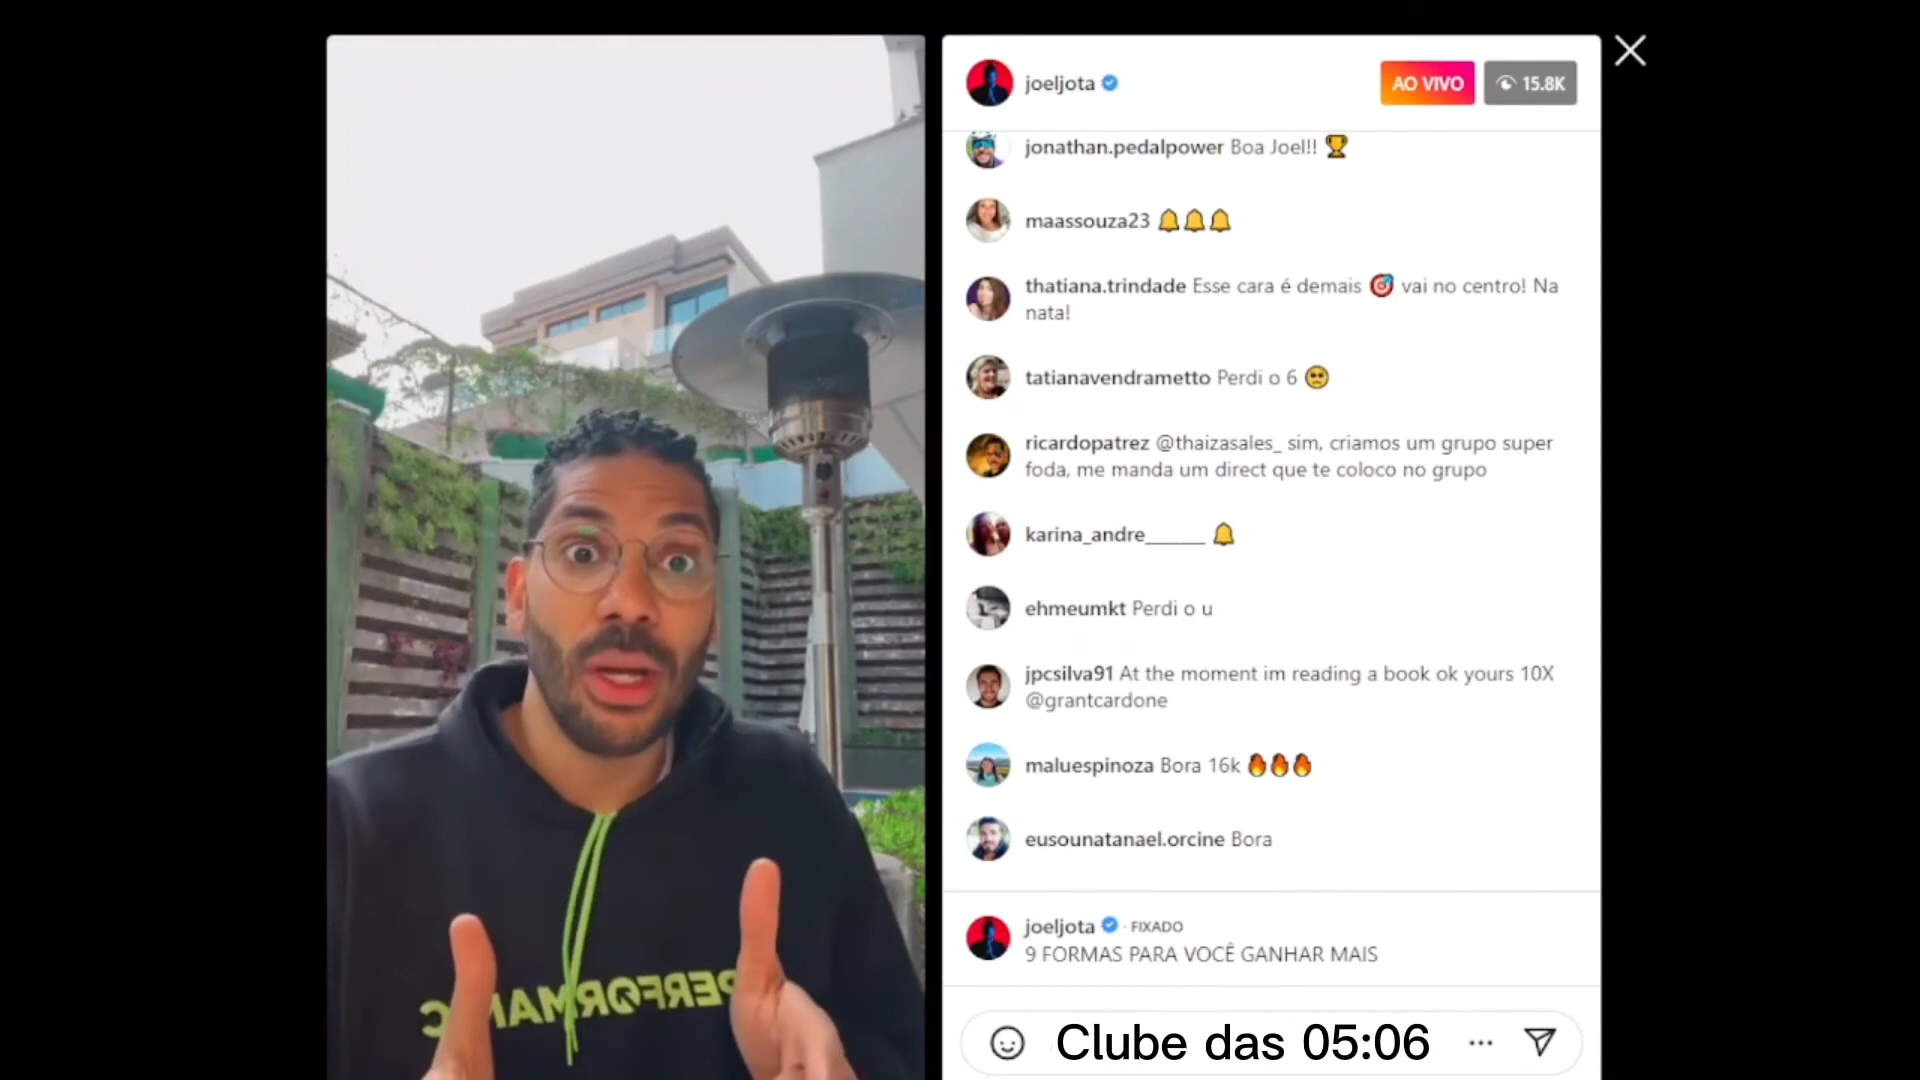 joeljota
AO VIVO
15.8K
jonathan.pedalpower Boa Joel!! 🏆
maassouza23 🔔🔔🔔
thatiana.trindade Esse cara é demais 🎯 vai no centro! Na
nata!
tatianavendrametto Perdi o 6 🥺
ricardopatrez @thaizasales_ sim, criamos um grupo super
foda, me manda um direct que te coloco no grupo
karina_andre______ 🔔
ehmeumkt Perdi o u
jpcsilva91 At the moment im reading a book ok yours 10X
@grantcardone
maluespinoza Bora 16k 🔥🔥🔥
eusounatanael.orcine Bora
joeljota · FIXADO
9 FORMAS PARA VOCÊ GANHAR MAIS
Clube das 05:06